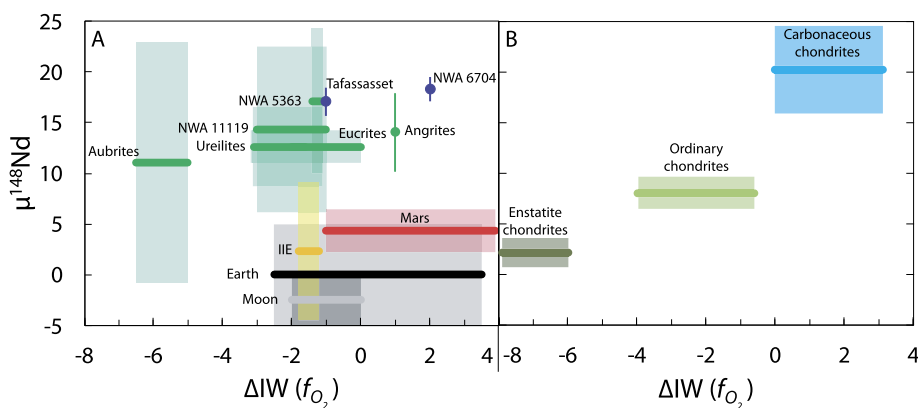 A
B
25
20
15
10
5
0
-5
μ¹⁴⁸Nd
Tafassasset
NWA 6704
NWA 5363
NWA 11119
Eucrites
Angrites
Ureilites
Aubrites
Mars
IIE
Earth
Moon
-8 -6 -4 -2 0 2 4
ΔIW (fO₂)
Carbonaceous
chondrites
Ordinary
chondrites
Enstatite
chondrites
-8 -6 -4 -2 0 2 4
ΔIW (fO₂)